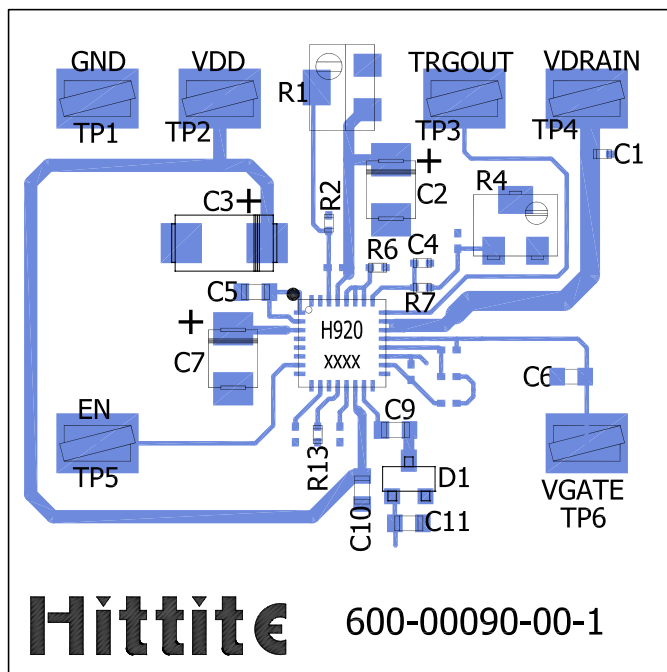 GND
VDD
TRGOUT
VDRAIN
R1
TP1
TP2
TP3
TP4
C1
+
C2
R4
C3
+
R2
R6
C4
C5
R7
+
H920
xxxx
C7
C6
EN
TP5
C9
R13
D1
VGATE
TP6
C10
C11
Hittite
600-00090-00-1